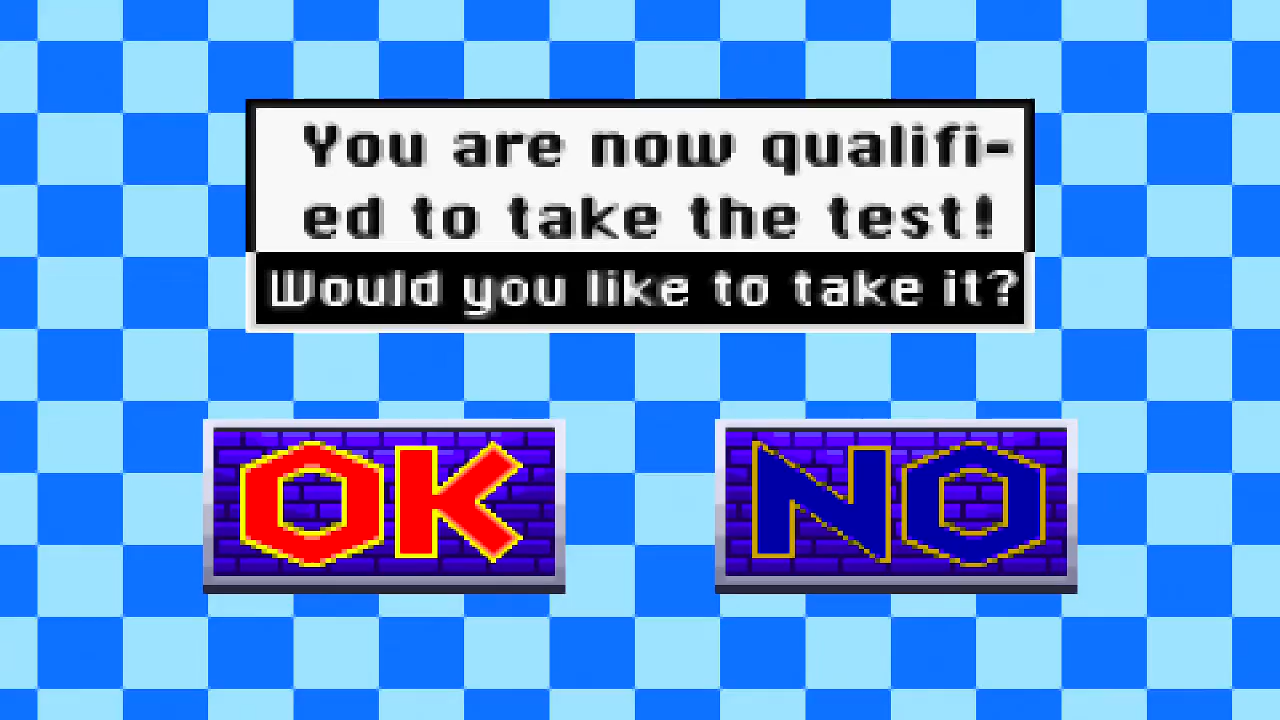 You are now qualifi-
ed to take the test!
Would you like to take it?
OK NO